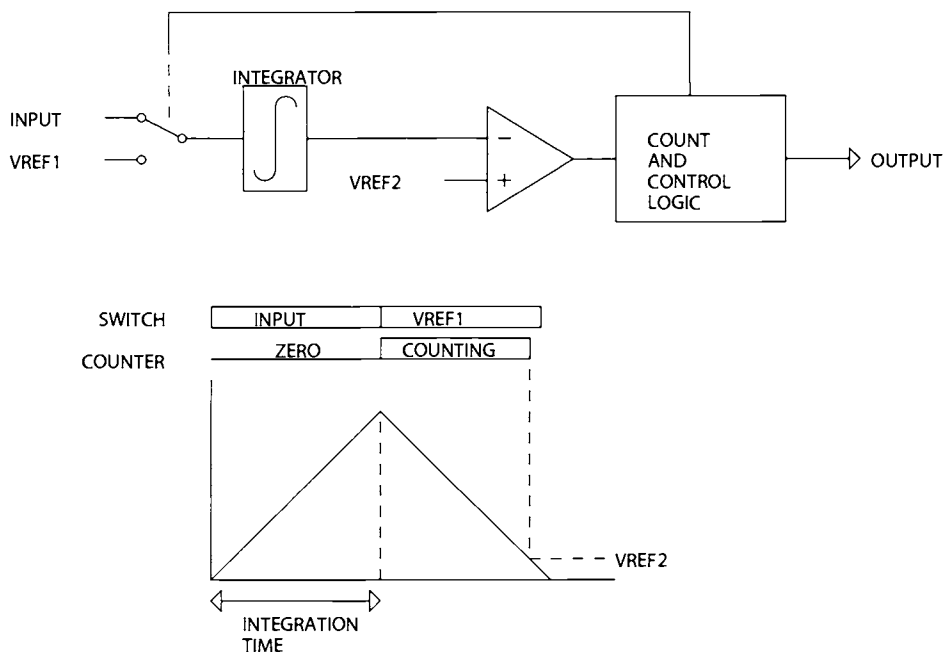 INTEGRATOR
INPUT
VREF1
VREF2
−
+
COUNT
AND
CONTROL
LOGIC
OUTPUT
SWITCH
INPUT
VREF1
COUNTER
ZERO
COUNTING
VREF2
INTEGRATION
TIME